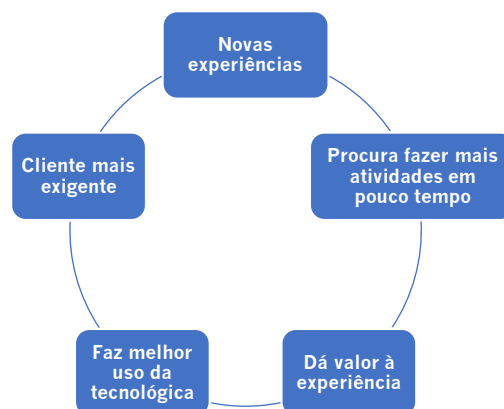 Novas
experiências
Procura fazer mais
atividades em
pouco tempo
Dá valor à
experiência
Faz melhor
uso da
tecnológica
Cliente mais
exigente